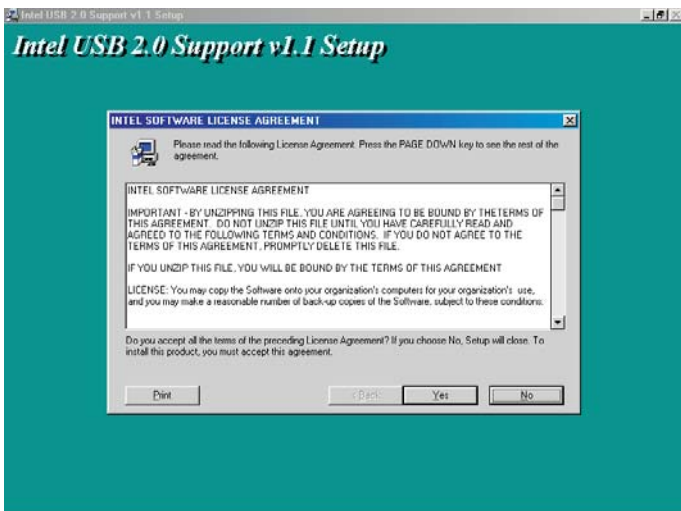 Intel USB 2.0 Support v1.1 Setup
Intel USB 2.0 Support v1.1 Setup
INTEL SOFTWARE LICENSE AGREEMENT
Please read the following License Agreement. Press the PAGE DOWN key to see the rest of the
agreement.
INTEL SOFTWARE LICENSE AGREEMENT
IMPORTANT - BY UNZIPPING THIS FILE, YOU ARE AGREEING TO BE BOUND BY THETERMS OF
THIS AGREEMENT. DO NOT UNZIP THIS FILE UNTIL YOU HAVE CAREFULLY READ AND
AGREED TO THE FOLLOWING TERMS AND CONDITIONS. IF YOU DO NOT AGREE TO THE
TERMS OF THIS AGREEMENT, PROMPTLY DELETE THIS FILE.
IF YOU UNZIP THIS FILE, YOU WILL BE BOUND BY THE TERMS OF THIS AGREEMENT
LICENSE: You may copy the Software onto your organization's computers for your organization's use,
and you may make a reasonable number of back-up copies of the Software, subject to these conditions:
Do you accept all the terms of the preceding License Agreement? If you choose No, Setup will close. To
install this product, you must accept this agreement.
Print
< Back
Yes
No